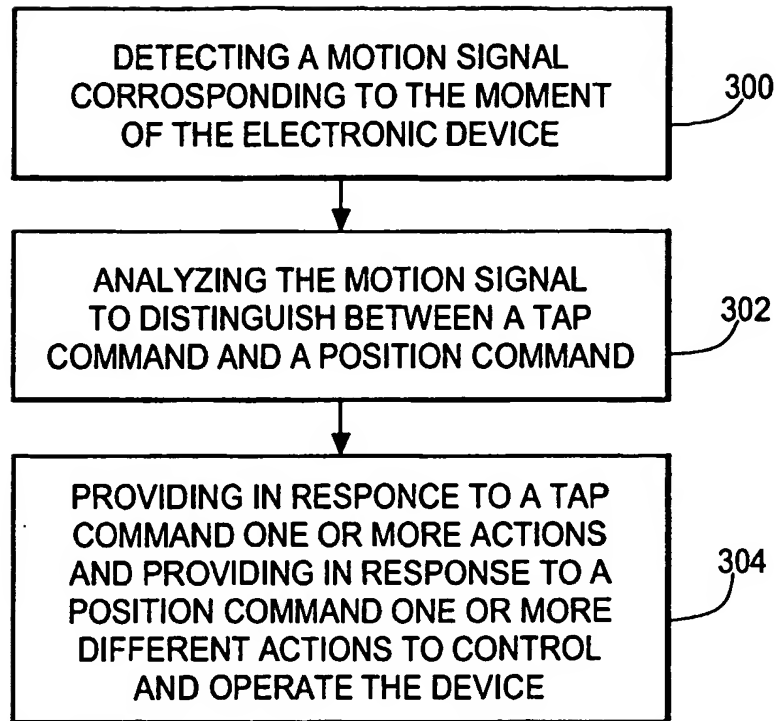 DETECTING A MOTION SIGNAL
CORROSPONDING TO THE MOMENT
OF THE ELECTRONIC DEVICE
300
ANALYZING THE MOTION SIGNAL
TO DISTINGUISH BETWEEN A TAP
COMMAND AND A POSITION COMMAND
302
PROVIDING IN RESPONCE TO A TAP
COMMAND ONE OR MORE ACTIONS
AND PROVIDING IN RESPONSE TO A
POSITION COMMAND ONE OR MORE
DIFFERENT ACTIONS TO CONTROL
AND OPERATE THE DEVICE
304